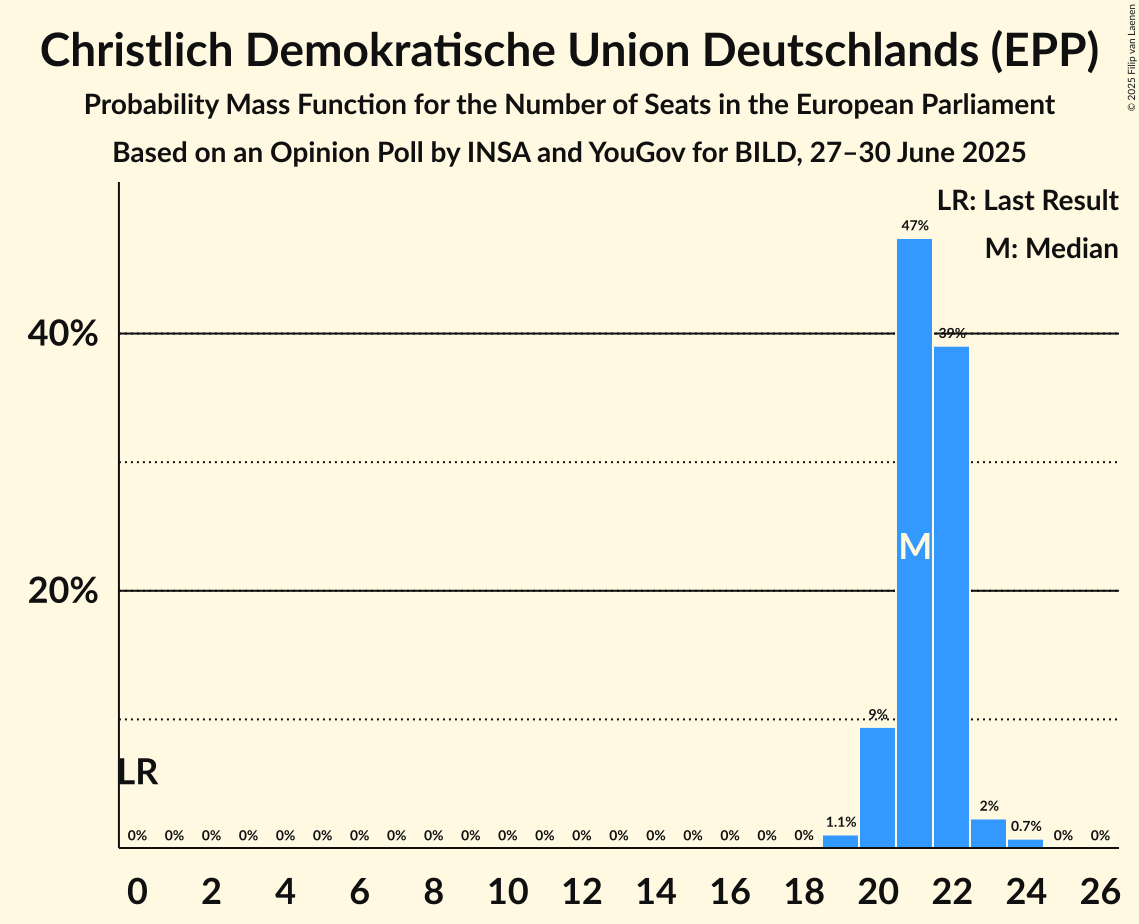 Christlich Demokratische Union Deutschlands (EPP)
Probability Mass Function for the Number of Seats in the European Parliament
Based on an Opinion Poll by INSA and YouGov for BILD, 27–30 June 2025
© 2025 Filip van Laenen
LR: Last Result
M: Median
47%
40%
39%
M
20%
9%
LR
2%
1.1%
0.7%
0% 0% 0% 0% 0% 0% 0% 0% 0% 0% 0% 0% 0% 0% 0% 0% 0% 0% 0% 0% 0%
0 2 4 6 8 10 12 14 16 18 20 22 24 26